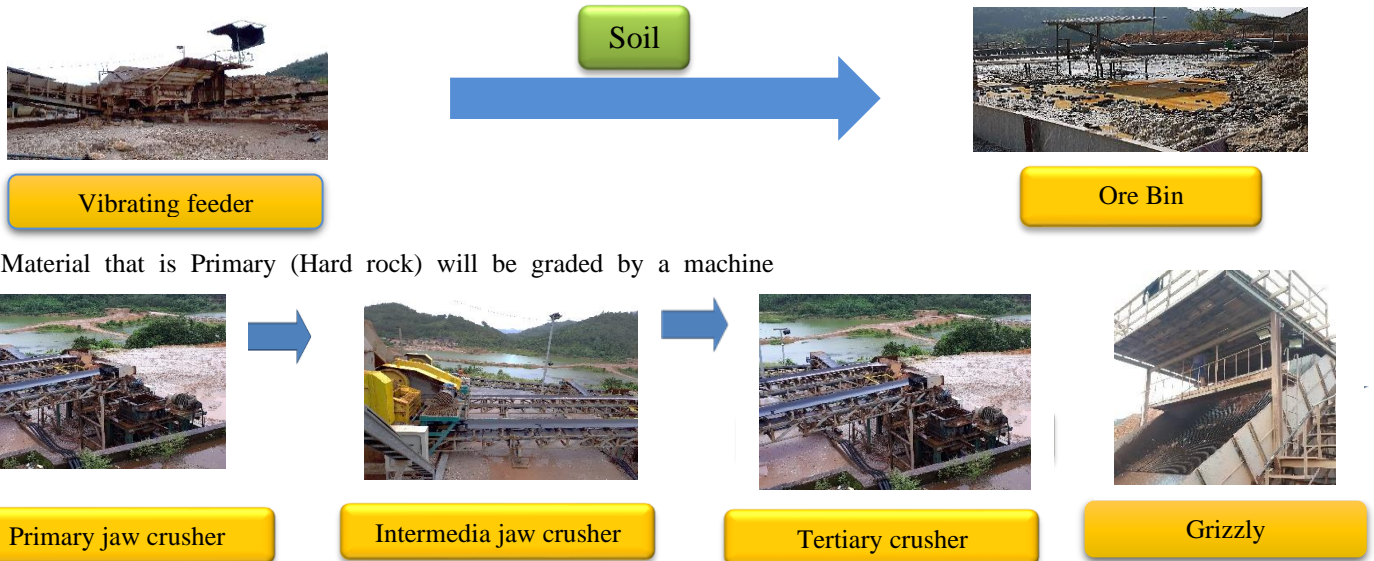 Soil
Vibrating feeder
Ore Bin
Material that is Primary (Hard rock) will be graded by a machine
Primary jaw crusher
Intermedia jaw crusher
Tertiary crusher
Grizzly